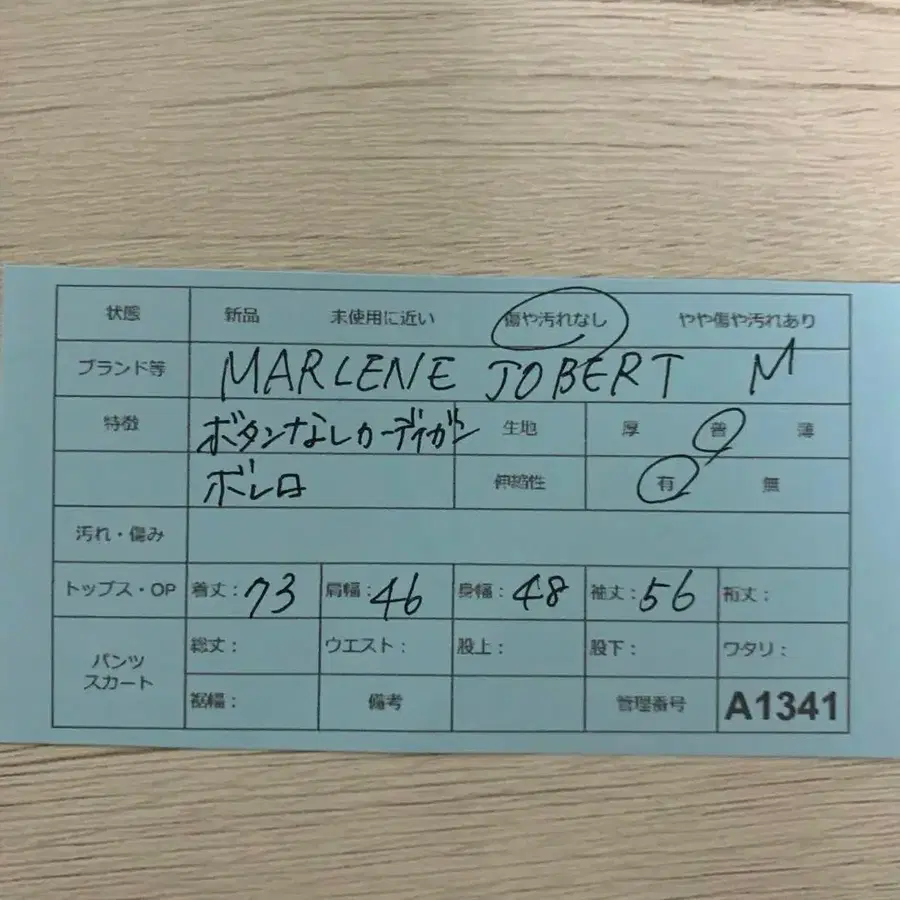 状態 新品 未使用に近い 傷や汚れなし やや傷や汚れあり
ブランド等 MARLENE JOBERT M
特徴 ボタンなしカーディガン 生地 厚 普 薄
ボレロ 伸縮性 有 無
汚れ・傷み
トップス・OP 着丈：73 肩幅：46 身幅：48 袖丈：56 裄丈：
パンツ スカート 総丈： ウエスト： 股上： 股下： ワタリ：
裾幅： 備考 管理番号 A1341